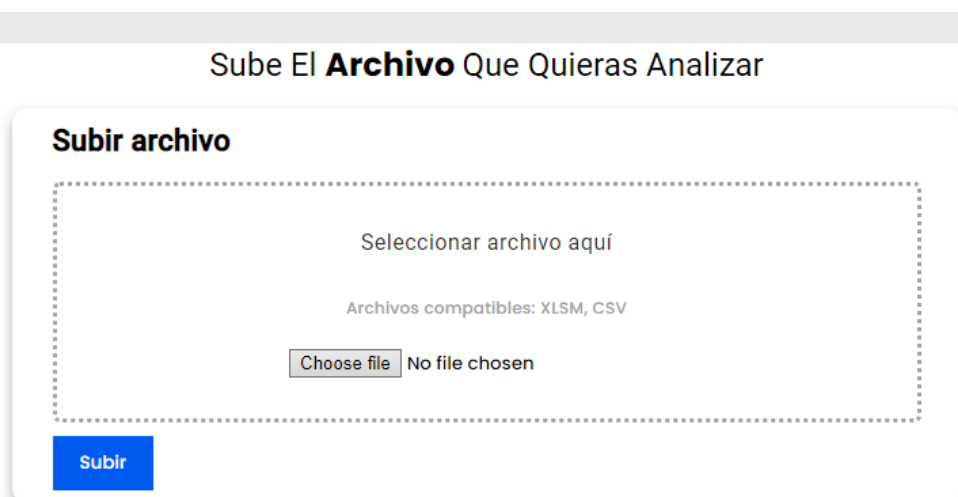 Sube El Archivo Que Quieras Analizar
Subir archivo
Seleccionar archivo aquí
Archivos compatibles: XLSM, CSV
Choose file No file chosen
Subir